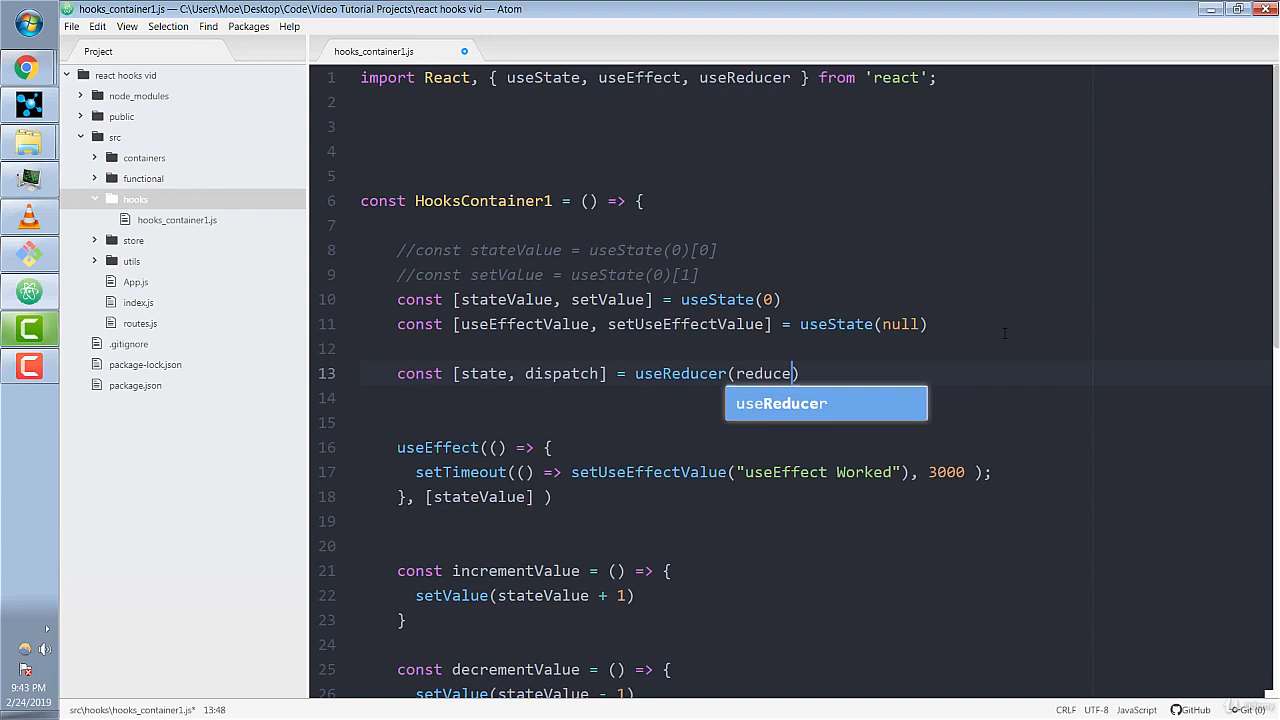 hooks_container1.js — C:\Users\Moe\Desktop\Code\Video Tutorial Projects\react hooks vid — Atom
File Edit View Selection Find Packages Help
Project
hooks_container1.js
react hooks vid
node_modules
public
src
containers
functional
hooks
hooks_container1.js
store
utils
App.js
index.js
routes.js
.gitignore
package-lock.json
package.json
1 import React, { useState, useEffect, useReducer } from 'react';
2
3
4
5
6 const HooksContainer1 = () => {
7
8 //const stateValue = useState(0)[0]
9 //const setValue = useState(0)[1]
10 const [stateValue, setValue] = useState(0)
11 const [useEffectValue, setUseEffectValue] = useState(null)
12
13 const [state, dispatch] = useReducer(reduce)
useReducer
14
15
16 useEffect(() => {
17 setTimeout(() => setUseEffectValue("useEffect Worked"), 3000 );
18 }, [stateValue] )
19
20
21 const incrementValue = () => {
22 setValue(stateValue + 1)
23 }
24
25 const decrementValue = () => {
26 setValue(stateValue - 1)
9:43 PM
2/24/2019
src\hooks\hooks_container1.js* 13:48
CRLF UTF-8 JavaScript GitHub Git (0)